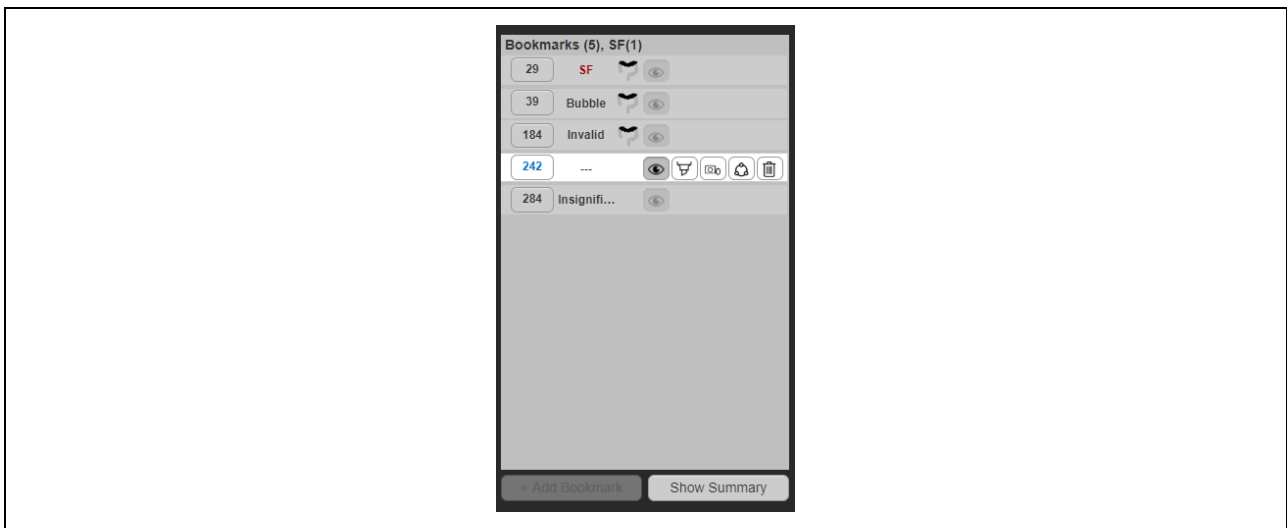 Bookmarks (5), SF(1)
29 SF
39 Bubble
184 Invalid
242 ---
284 Insignifi...
+ Add Bookmark Show Summary